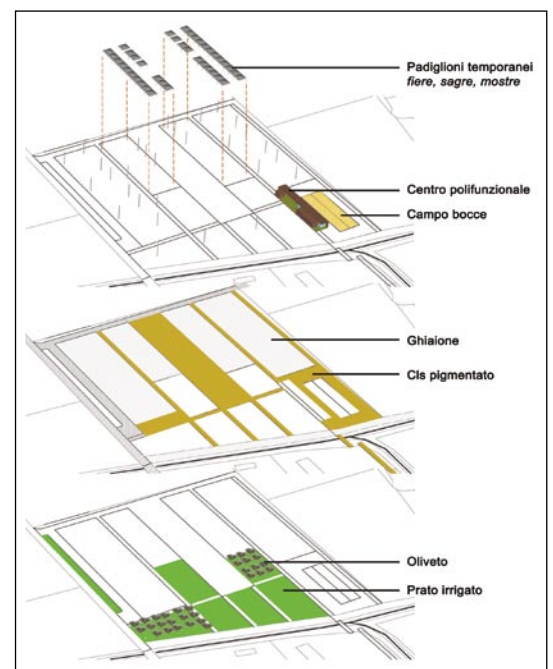 Padiglioni temporanei
fiere, sagre, mostre
Centro polifunzionale
Campo bocce
Ghiaione
Cls pigmentato
Oliveto
Prato irrigato